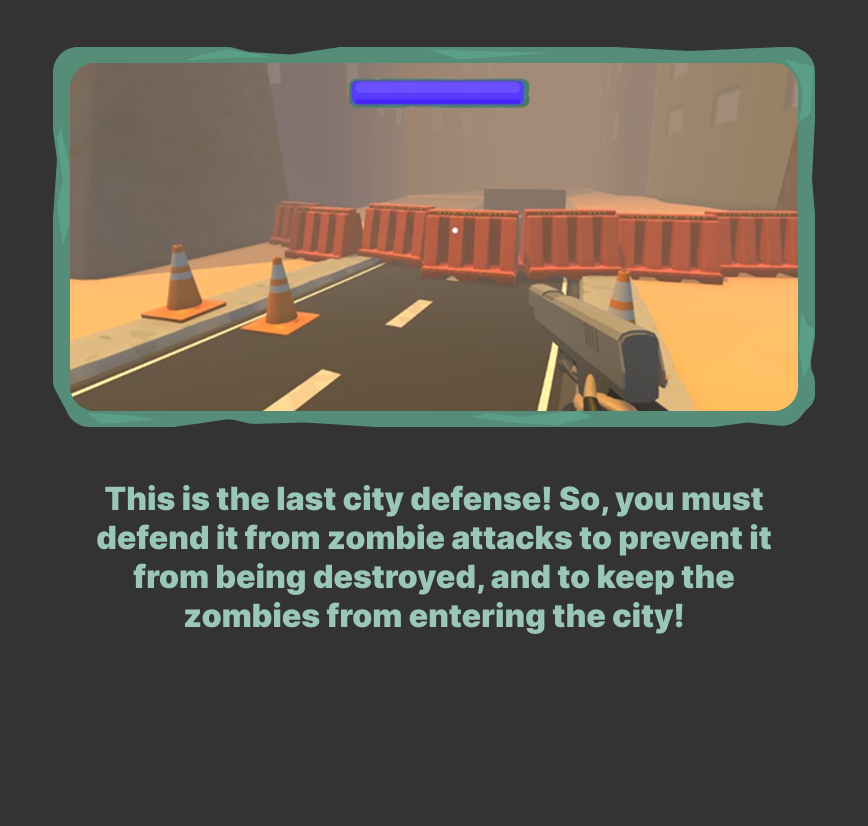 This is the last city defense! So, you must
defend it from zombie attacks to prevent it
from being destroyed, and to keep the
zombies from entering the city!